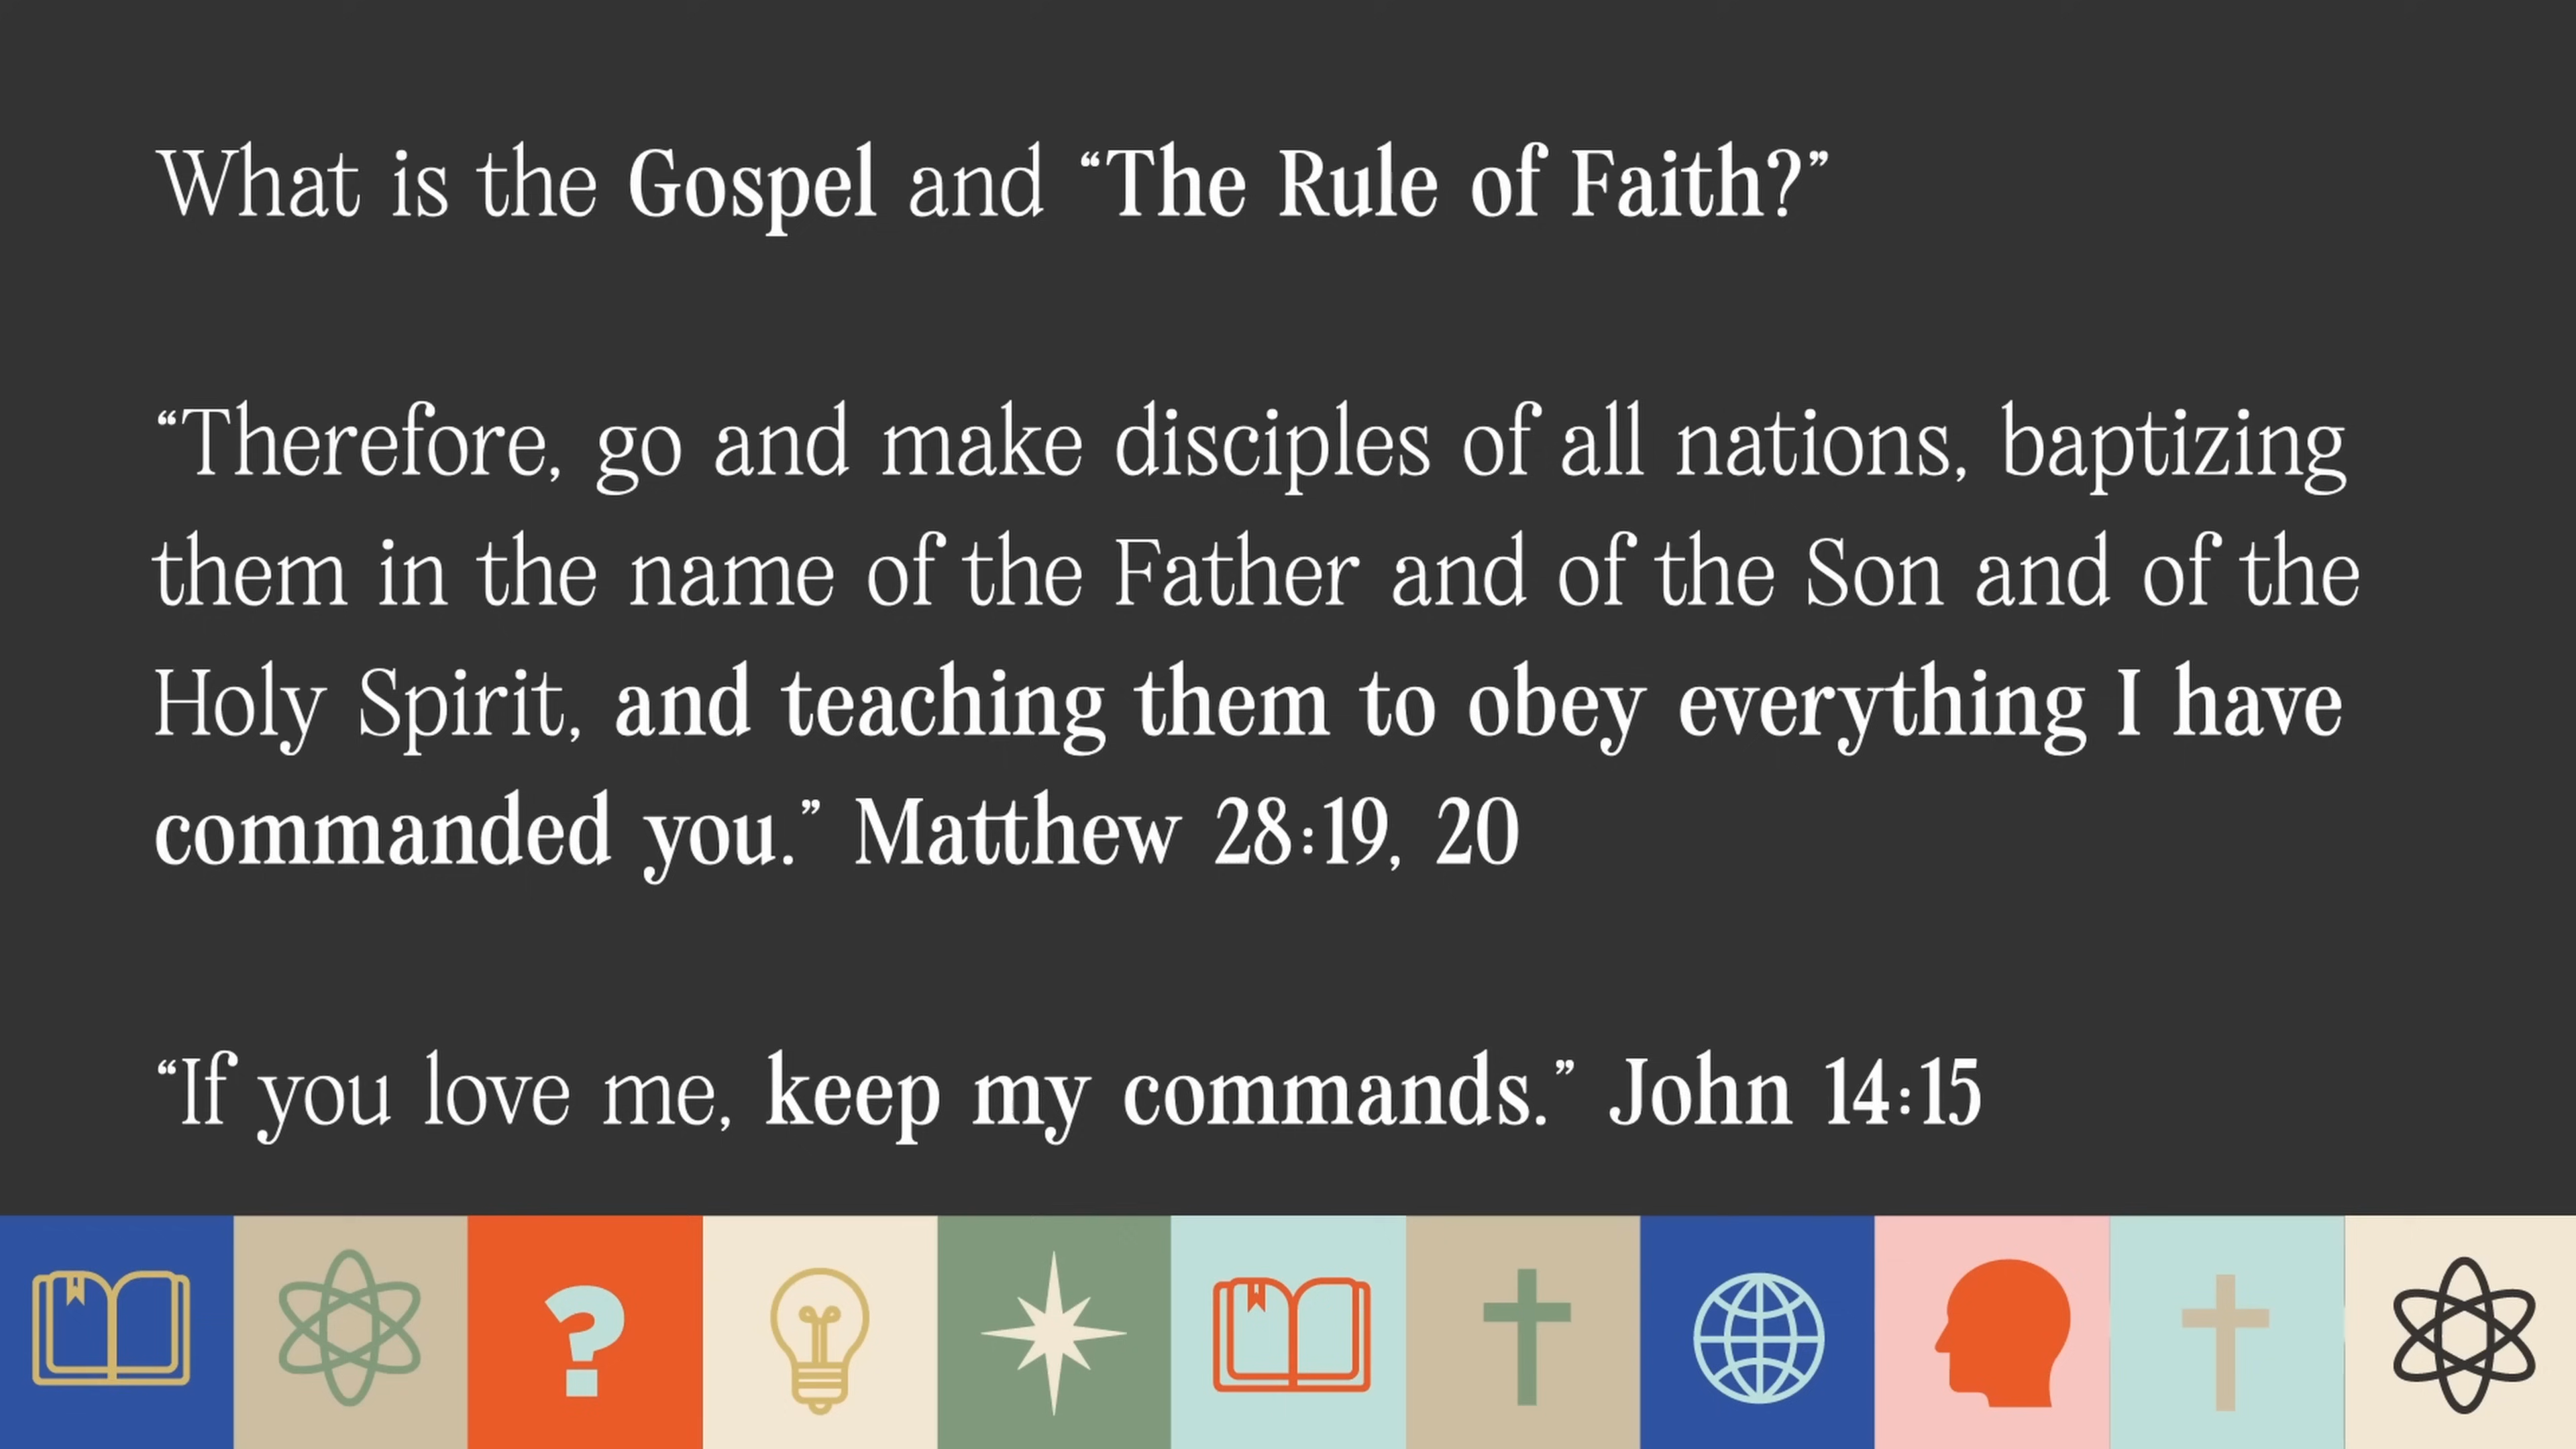 What is the Gospel and “The Rule of Faith?”
“Therefore, go and make disciples of all nations, baptizing
them in the name of the Father and of the Son and of the
Holy Spirit, and teaching them to obey everything I have
commanded you.” Matthew 28:19, 20
“If you love me, keep my commands.” John 14:15
?